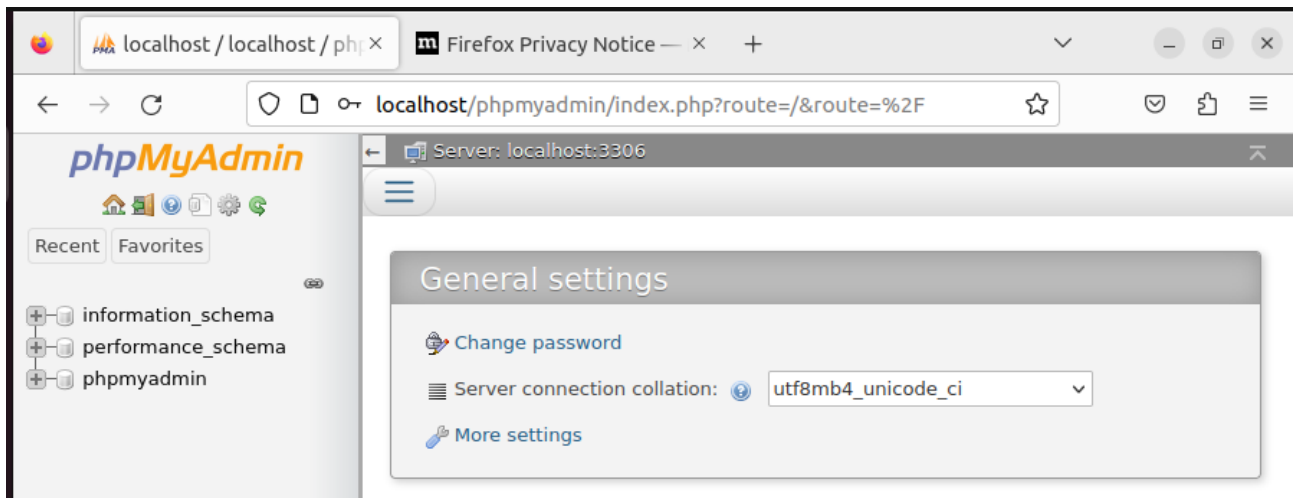 localhost / localhost / ph
Firefox Privacy Notice —
localhost/phpmyadmin/index.php?route=/&route=%2F
phpMyAdmin
Server: localhost:3306
Recent Favorites
General settings
information_schema
Change password
performance_schema
phpmyadmin
Server connection collation: utf8mb4_unicode_ci
More settings